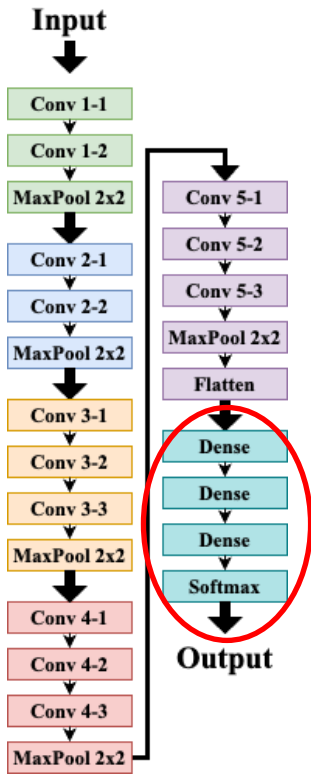 Input
Conv 1-1
Conv 1-2
MaxPool 2x2
Conv 2-1
Conv 2-2
MaxPool 2x2
Conv 3-1
Conv 3-2
Conv 3-3
MaxPool 2x2
Conv 4-1
Conv 4-2
Conv 4-3
MaxPool 2x2
Conv 5-1
Conv 5-2
Conv 5-3
MaxPool 2x2
Flatten
Dense
Dense
Dense
Softmax
Output